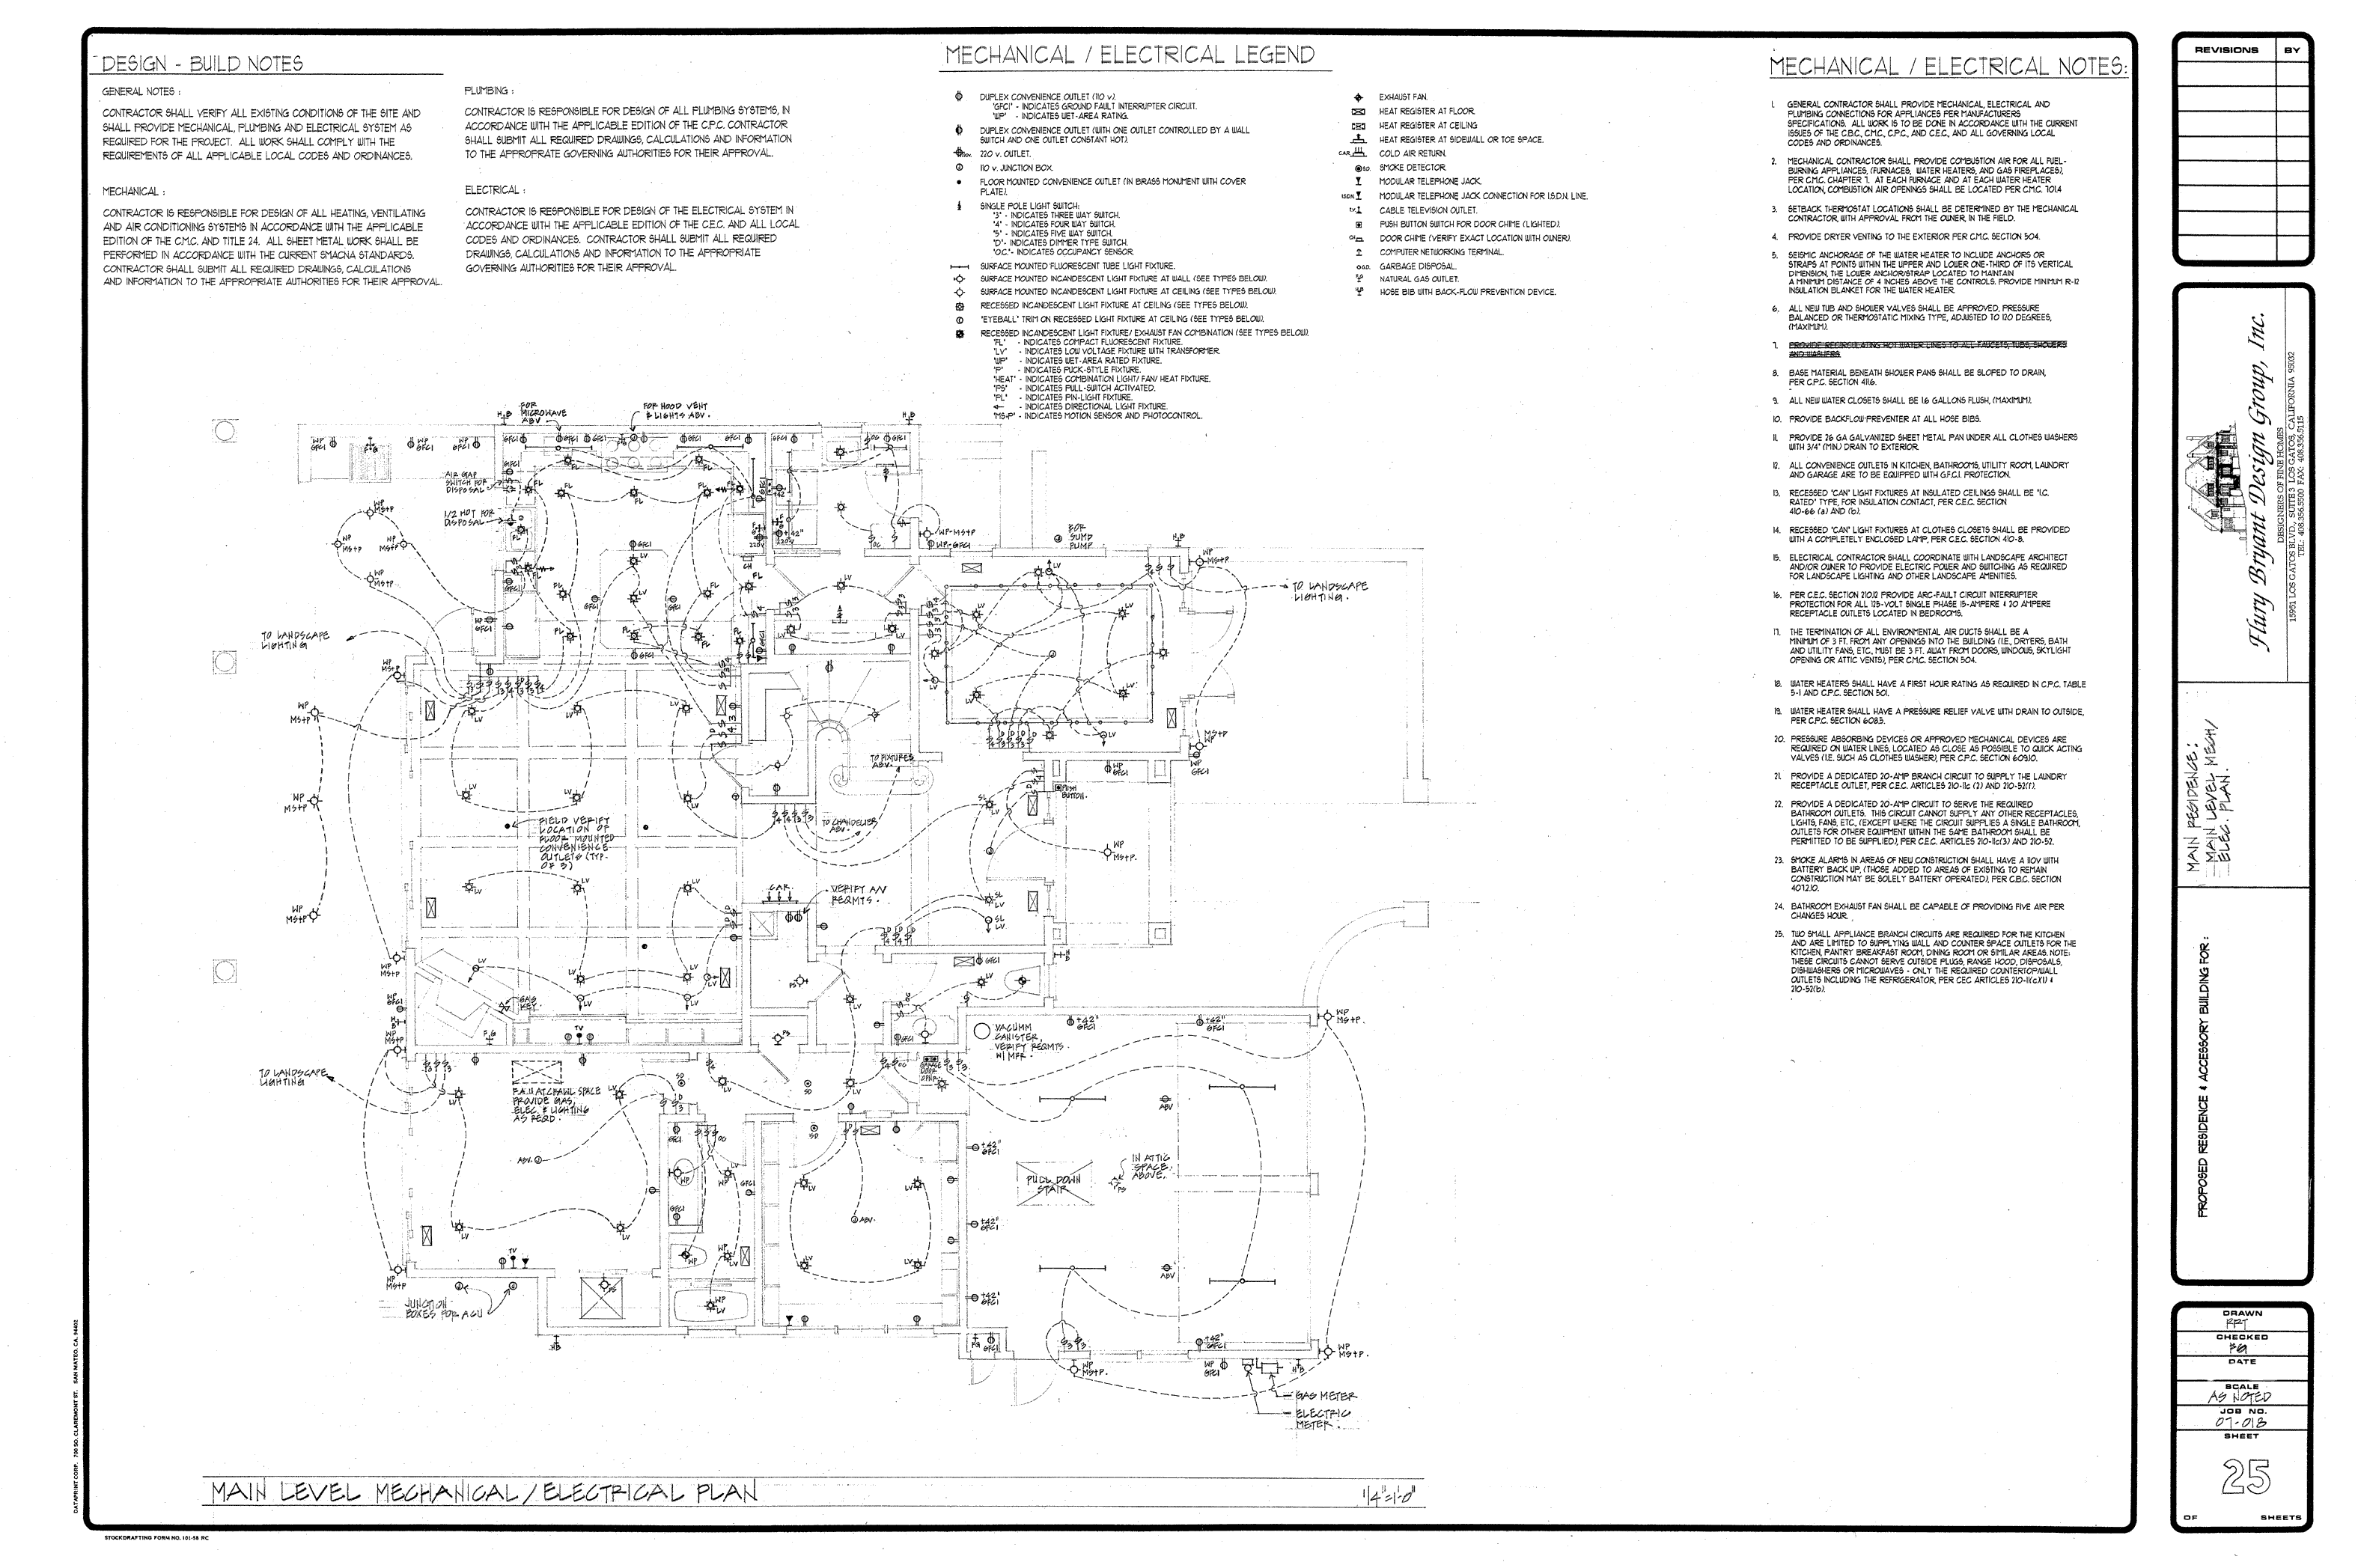 DESIGN - BUILD NOTES
GENERAL NOTES :
CONTRACTOR SHALL VERIFY ALL EXISTING CONDITIONS OF THE SITE AND
SHALL PROVIDE MECHANICAL, PLUMBING AND ELECTRICAL SYSTEM AS
REQUIRED FOR THE PROJECT. ALL WORK SHALL COMPLY WITH THE
REQUIREMENTS OF ALL APPLICABLE LOCAL CODES AND ORDINANCES.
MECHANICAL :
CONTRACTOR IS RESPONSIBLE FOR DESIGN OF ALL HEATING, VENTILATING
AND AIR CONDITIONING SYSTEMS IN ACCORDANCE WITH THE APPLICABLE
EDITION OF THE C.M.C. AND TITLE 24. ALL SHEET METAL WORK SHALL BE
PERFORMED IN ACCORDANCE WITH THE CURRENT SMACNA STANDARDS.
CONTRACTOR SHALL SUBMIT ALL REQUIRED DRAWINGS, CALCULATIONS
AND INFORMATION TO THE APPROPRIATE AUTHORITIES FOR THEIR APPROVAL.
PLUMBING :
CONTRACTOR IS RESPONSIBLE FOR DESIGN OF ALL PLUMBING SYSTEMS, IN
ACCORDANCE WITH THE APPLICABLE EDITION OF THE C.P.C. CONTRACTOR
SHALL SUBMIT ALL REQUIRED DRAWINGS, CALCULATIONS AND INFORMATION
TO THE APPROPRATE GOVERNING AUTHORITIES FOR THEIR APPROVAL.
ELECTRICAL :
CONTRACTOR IS RESPONSIBLE FOR DESIGN OF THE ELECTRICAL SYSTEM IN
ACCORDANCE WITH THE APPLICABLE EDITION OF THE C.E.C. AND ALL LOCAL
CODES AND ORDINANCES. CONTRACTOR SHALL SUBMIT ALL REQUIRED
DRAWINGS, CALCULATIONS AND INFORMATION TO THE APPROPRIATE
GOVERNING AUTHORITIES FOR THEIR APPROVAL.
MECHANICAL / ELECTRICAL LEGEND
DUPLEX CONVENIENCE OUTLET (110 v).
"GFCI" - INDICATES GROUND FAULT INTERRUPTER CIRCUIT.
"WP" - INDICATES WET-AREA RATING.
DUPLEX CONVENIENCE OUTLET (WITH ONE OUTLET CONTROLLED BY A WALL
SWITCH AND ONE OUTLET CONSTANT HOT).
220 v. OUTLET.
110 v. JUNCTION BOX.
FLOOR MOUNTED CONVENIENCE OUTLET (IN BRASS MONUMENT WITH COVER
PLATE).
SINGLE POLE LIGHT SWITCH:
"3" - INDICATES THREE WAY SWITCH.
"4" - INDICATES FOUR WAY SWITCH.
"5" - INDICATES FIVE WAY SWITCH.
"D"- INDICATES DIMMER TYPE SWITCH.
"O.C."- INDICATES OCCUPANCY SENSOR.
SURFACE MOUNTED FLUORESCENT TUBE LIGHT FIXTURE.
SURFACE MOUNTED INCANDESCENT LIGHT FIXTURE AT WALL (SEE TYPES BELOW).
SURFACE MOUNTED INCANDESCENT LIGHT FIXTURE AT CEILING (SEE TYPES BELOW).
RECESSED INCANDESCENT LIGHT FIXTURE AT CEILING (SEE TYPES BELOW).
"EYEBALL" TRIM ON RECESSED LIGHT FIXTURE AT CEILING (SEE TYPES BELOW).
RECESSED INCANDESCENT LIGHT FIXTURE/ EXHAUST FAN COMBINATION (SEE TYPES BELOW).
"FL" - INDICATES COMPACT FLUORESCENT FIXTURE.
"LV" - INDICATES LOW VOLTAGE FIXTURE WITH TRANSFORMER.
"WP" - INDICATES WET-AREA RATED FIXTURE.
"P" - INDICATES PUCK-STYLE FIXTURE.
"HEAT" - INDICATES COMBINATION LIGHT/ FAN/ HEAT FIXTURE.
"PS" - INDICATES PULL-SWITCH ACTIVATED.
"PL" - INDICATES PIN-LIGHT FIXTURE.
- INDICATES DIRECTIONAL LIGHT FIXTURE.
"MS+P" - INDICATES MOTION SENSOR AND PHOTOCONTROL.
EXHAUST FAN.
HEAT REGISTER AT FLOOR.
HEAT REGISTER AT CEILING
HEAT REGISTER AT SIDEWALL OR TOE SPACE.
C.A.R. COLD AIR RETURN.
S.D. SMOKE DETECTOR.
MODULAR TELEPHONE JACK.
I.S.D.N. MODULAR TELEPHONE JACK CONNECTION FOR I.S.D.N. LINE.
T.V. CABLE TELEVISION OUTLET.
PUSH BUTTON SWITCH FOR DOOR CHIME (LIGHTED).
CH DOOR CHIME (VERIFY EXACT LOCATION WITH OWNER).
COMPUTER NETWORKING TERMINAL.
G.D. GARBAGE DISPOSAL.
NATURAL GAS OUTLET.
HOSE BIB WITH BACK-FLOW PREVENTION DEVICE.
MECHANICAL / ELECTRICAL NOTES:
1. GENERAL CONTRACTOR SHALL PROVIDE MECHANICAL, ELECTRICAL AND
PLUMBING CONNECTIONS FOR APPLIANCES PER MANUFACTURERS
SPECIFICATIONS. ALL WORK IS TO BE DONE IN ACCORDANCE WITH THE CURRENT
ISSUES OF THE C.B.C., C.M.C., C.P.C., AND C.E.C., AND ALL GOVERNING LOCAL
CODES AND ORDINANCES.
2. MECHANICAL CONTRACTOR SHALL PROVIDE COMBUSTION AIR FOR ALL FUEL-
BURNING APPLIANCES, (FURNACES, WATER HEATERS, AND GAS FIREPLACES),
PER C.M.C. CHAPTER 7. AT EACH FURNACE AND AT EACH WATER HEATER
LOCATION, COMBUSTION AIR OPENINGS SHALL BE LOCATED PER C.M.C. 701.4
3. SETBACK THERMOSTAT LOCATIONS SHALL BE DETERMINED BY THE MECHANICAL
CONTRACTOR, WITH APPROVAL FROM THE OWNER, IN THE FIELD.
4. PROVIDE DRYER VENTING TO THE EXTERIOR PER C.M.C. SECTION 504.
5. SEISMIC ANCHORAGE OF THE WATER HEATER TO INCLUDE ANCHORS OR
STRAPS AT POINTS WITHIN THE UPPER AND LOWER ONE-THIRD OF ITS VERTICAL
DIMENSION, THE LOWER ANCHOR/STRAP LOCATED TO MAINTAIN
A MINIMUM DISTANCE OF 4 INCHES ABOVE THE CONTROLS. PROVIDE MINIMUM R-12
INSULATION BLANKET FOR THE WATER HEATER.
6. ALL NEW TUB AND SHOWER VALVES SHALL BE APPROVED, PRESSURE
BALANCED OR THERMOSTATIC MIXING TYPE, ADJUSTED TO 120 DEGREES,
(MAXIMUM).
7. PROVIDE RECIRCULATING HOT WATER LINES TO ALL FAUCETS, TUBS, SHOWERS
AND WASHERS.
8. BASE MATERIAL BENEATH SHOWER PANS SHALL BE SLOPED TO DRAIN,
PER C.P.C. SECTION 411.6.
9. ALL NEW WATER CLOSETS SHALL BE 1.6 GALLONS FLUSH, (MAXIMUM).
10. PROVIDE BACKFLOW-PREVENTER AT ALL HOSE BIBS.
11. PROVIDE 26 GA GALVANIZED SHEET METAL PAN UNDER ALL CLOTHES WASHERS
WITH 3/4" (MIN.) DRAIN TO EXTERIOR.
12. ALL CONVENIENCE OUTLETS IN KITCHEN, BATHROOMS, UTILITY ROOM, LAUNDRY
AND GARAGE ARE TO BE EQUIPPED WITH G.F.C.I. PROTECTION.
13. RECESSED "CAN" LIGHT FIXTURES AT INSULATED CEILINGS SHALL BE "I.C.
RATED" TYPE, FOR INSULATION CONTACT, PER C.E.C. SECTION
410-66 (a) AND (b).
14. RECESSED "CAN" LIGHT FIXTURES AT CLOTHES CLOSETS SHALL BE PROVIDED
WITH A COMPLETELY ENCLOSED LAMP, PER C.E.C. SECTION 410-8.
15. ELECTRICAL CONTRACTOR SHALL COORDINATE WITH LANDSCAPE ARCHITECT
AND/OR OWNER TO PROVIDE ELECTRIC POWER AND SWITCHING AS REQUIRED
FOR LANDSCAPE LIGHTING AND OTHER LANDSCAPE AMENITIES.
16. PER C.E.C. SECTION 210.12 PROVIDE ARC-FAULT CIRCUIT INTERRUPTER
PROTECTION FOR ALL 125-VOLT SINGLE PHASE 15-AMPERE & 20 AMPERE
RECEPTACLE OUTLETS LOCATED IN BEDROOMS.
17. THE TERMINATION OF ALL ENVIRONMENTAL AIR DUCTS SHALL BE A
MINIMUM OF 3 FT. FROM ANY OPENINGS INTO THE BUILDING (I.E., DRYERS, BATH
AND UTILITY FANS, ETC., MUST BE 3 FT. AWAY FROM DOORS, WINDOWS, SKYLIGHT
OPENING OR ATTIC VENTS), PER C.M.C. SECTION 504.
18. WATER HEATERS SHALL HAVE A FIRST HOUR RATING AS REQUIRED IN C.P.C. TABLE
5-1 AND C.P.C. SECTION 501.
19. WATER HEATER SHALL HAVE A PRESSURE RELIEF VALVE WITH DRAIN TO OUTSIDE,
PER C.P.C. SECTION 608.5.
20. PRESSURE ABSORBING DEVICES OR APPROVED MECHANICAL DEVICES ARE
REQUIRED ON WATER LINES, LOCATED AS CLOSE AS POSSIBLE TO QUICK ACTING
VALVES (I.E. SUCH AS CLOTHES WASHER), PER C.P.C. SECTION 609.10.
21. PROVIDE A DEDICATED 20-AMP BRANCH CIRCUIT TO SUPPLY THE LAUNDRY
RECEPTACLE OUTLET, PER C.E.C. ARTICLES 210-11c (2) AND 210-52(f).
22. PROVIDE A DEDICATED 20-AMP CIRCUIT TO SERVE THE REQUIRED
BATHROOM OUTLETS. THIS CIRCUIT CANNOT SUPPLY ANY OTHER RECEPTACLES,
LIGHTS, FANS, ETC., (EXCEPT WHERE THE CIRCUIT SUPPLIES A SINGLE BATHROOM,
OUTLETS FOR OTHER EQUIPMENT WITHIN THE SAME BATHROOM SHALL BE
PERMITTED TO BE SUPPLIED), PER C.E.C. ARTICLES 210-11c(3) AND 210-52.
23. SMOKE ALARMS IN AREAS OF NEW CONSTRUCTION SHALL HAVE A 110V WITH
BATTERY BACK UP, (THOSE ADDED TO AREAS OF EXISTING TO REMAIN
CONSTRUCTION MAY BE SOLELY BATTERY OPERATED), PER C.B.C. SECTION
407.2.10.
24. BATHROOM EXHAUST FAN SHALL BE CAPABLE OF PROVIDING FIVE AIR PER
CHANGES HOUR.
25. TWO SMALL APPLIANCE BRANCH CIRCUITS ARE REQUIRED FOR THE KITCHEN
AND ARE LIMITED TO SUPPLYING WALL AND COUNTER SPACE OUTLETS FOR THE
KITCHEN, PANTRY BREAKFAST ROOM, DINING ROOM OR SIMILAR AREAS. NOTE:
THESE CIRCUITS CANNOT SERVE OUTSIDE PLUGS, RANGE HOOD, DISPOSALS,
DISHWASHERS OR MICROWAVES - ONLY THE REQUIRED COUNTERTOP/WALL
OUTLETS INCLUDING THE REFRIGERATOR, PER CEC ARTICLES 210-11(c)(1) &
210-52(b).
FOR
MICROWAVE
ABV
FOR HOOD VENT
& LIGHTS ABV.
AIR GAP
SWITCH FOR
DISPOSAL
1/2 HOT FOR
DISPOSAL
FOR
SUMP
PUMP
WP-MS+P
WP-GFCI
TO LANDSCAPE
LIGHTING.
TO LANDSCAPE
LIGHTING
TO FIXTURES
ABV.
PUSH
BUTTON.
TO CHANDELIER
ABV.
FIELD VERIFY
LOCATION OF
FLOOR MOUNTED
CONVENIENCE
OUTLETS (TYP.
OF 3)
C.A.R.
VERIFY A/V
REQMTS.
GAS
KEY.
VACUUM
CANISTER,
VERIFY REQMTS
W/ MFR.
GARAGE
DOOR
OPNR
TO LANDSCAPE
LIGHTING
F.A.U. AT CRAWL SPACE
PROVIDE GAS,
ELEC. & LIGHTING
AS REQD.
IN ATTIC
SPACE
ABOVE.
PULL DOWN
STAIR
JUNCTION
BOXES FOR ACU
GAS METER
ELECTRIC
METER.
MAIN LEVEL MECHANICAL/ELECTRICAL PLAN
1/4"=1'-0"
REVISIONS BY
Flury Bryant Design Group, Inc.
DESIGNERS OF FINE HOMES
15951 LOS GATOS BLVD., SUITE 3 LOS GATOS, CALIFORNIA 95032
TEL: 408.356.5500 FAX: 408.356.5115
MAIN RESIDENCE:
MAIN LEVEL MECH/
ELEC. PLAN.
PROPOSED RESIDENCE & ACCESSORY BUILDING FOR :
DRAWN
CHECKED
DATE
SCALE
AS NOTED
JOB NO.
07-018
SHEET
25
OF SHEETS
DATAPRINT CORP. 700 SO. CLAREMONT ST. SAN MATEO, CA. 94402
STOCKDRAFTING FORM NO. 101-58 RC